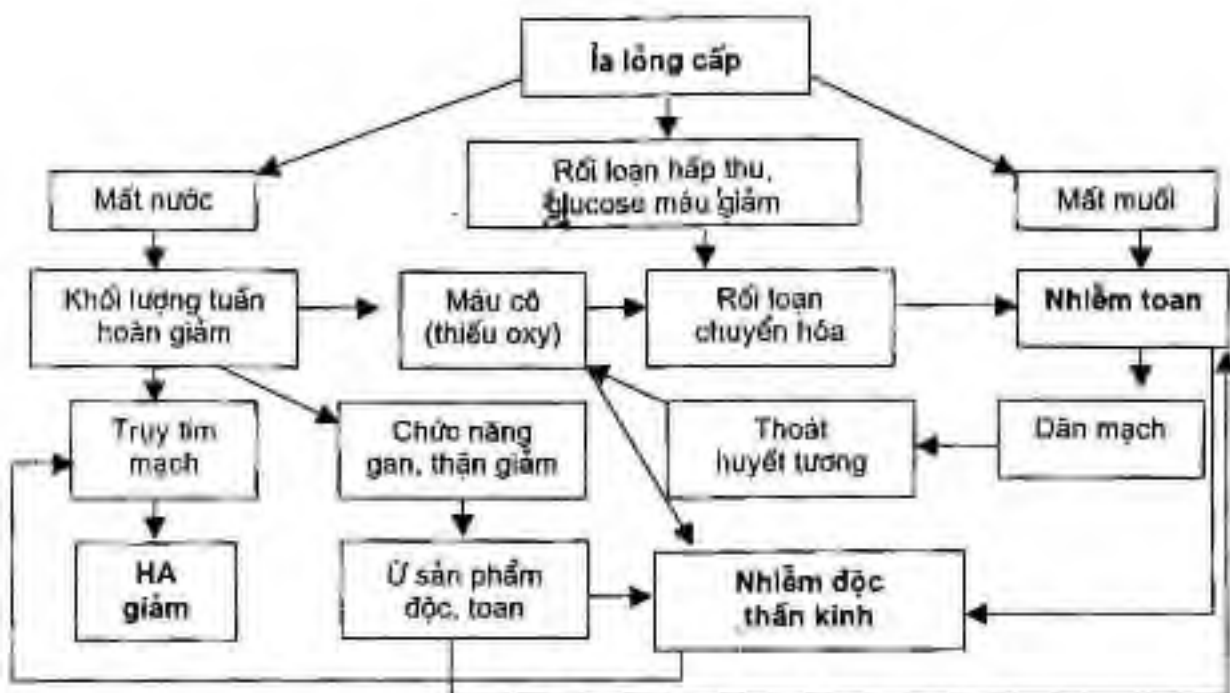 Ỉa lỏng cấp
Mất nước
Rối loạn hấp thu,
glucose máu giảm
Mất muối
Khối lượng tuần
hoàn giảm
Máu cô
(thiếu oxy)
Rối loạn
chuyển hóa
Nhiễm toan
Trụy tim
mạch
Chức năng
gan, thận giảm
Thoát
huyết tương
Dãn mạch
HA
giảm
Ứ sản phẩm
độc, toan
Nhiễm độc
thần kinh